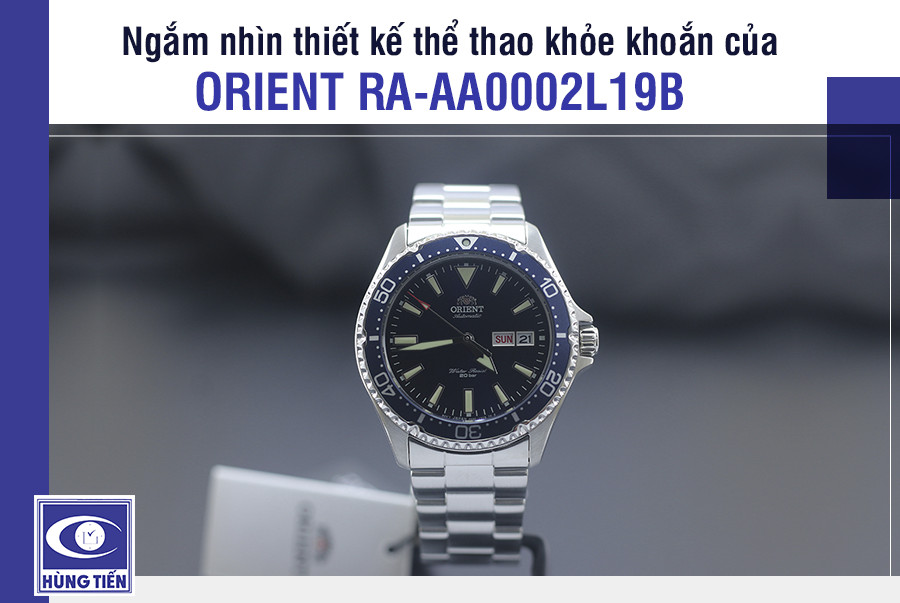 Ngắm nhìn thiết kế thể thao khỏe khoắn của
ORIENT RA-AA0002L19B
10
20
30
40
50
ORIENT
Automatic
SUN 21
Water Resist
20 bar
ORIENT
HÙNG TIẾN